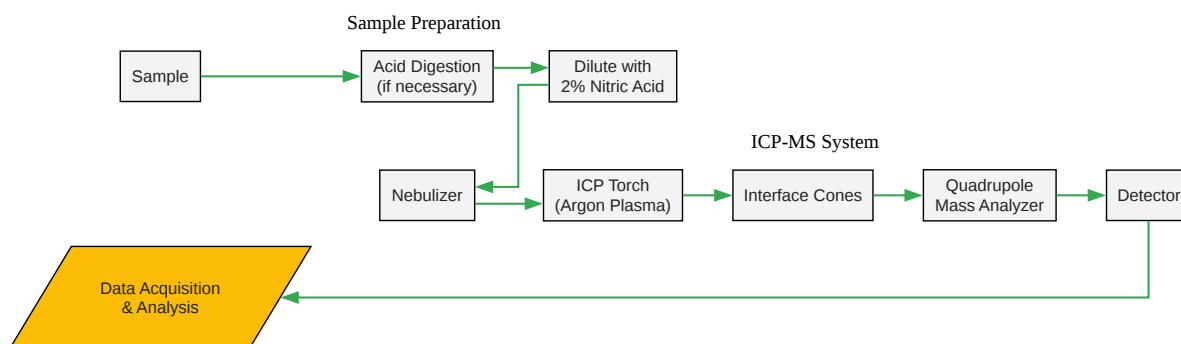 Sample Preparation
Sample
Acid Digestion
(if necessary)
Dilute with
2% Nitric Acid
ICP-MS System
Nebulizer
ICP Torch
(Argon Plasma)
Interface Cones
Quadrupole
Mass Analyzer
Detector
Data Acquisition
& Analysis